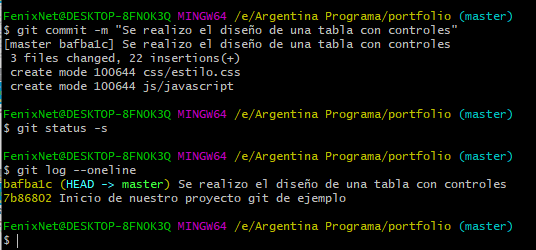 FenixNet@DESKTOP-8FNOK3Q MINGW64 /e/Argentina Programa/portfolio (master)
$ git commit -m "Se realizo el diseño de una tabla con controles"
[master bafba1c] Se realizo el diseño de una tabla con controles
 3 files changed, 22 insertions(+)
 create mode 100644 css/estilo.css
 create mode 100644 js/javascript
FenixNet@DESKTOP-8FNOK3Q MINGW64 /e/Argentina Programa/portfolio (master)
$ git status -s
FenixNet@DESKTOP-8FNOK3Q MINGW64 /e/Argentina Programa/portfolio (master)
$ git log --oneline
bafba1c (HEAD -> master) Se realizo el diseño de una tabla con controles
7b86802 Inicio de nuestro proyecto git de ejemplo
FenixNet@DESKTOP-8FNOK3Q MINGW64 /e/Argentina Programa/portfolio (master)
$